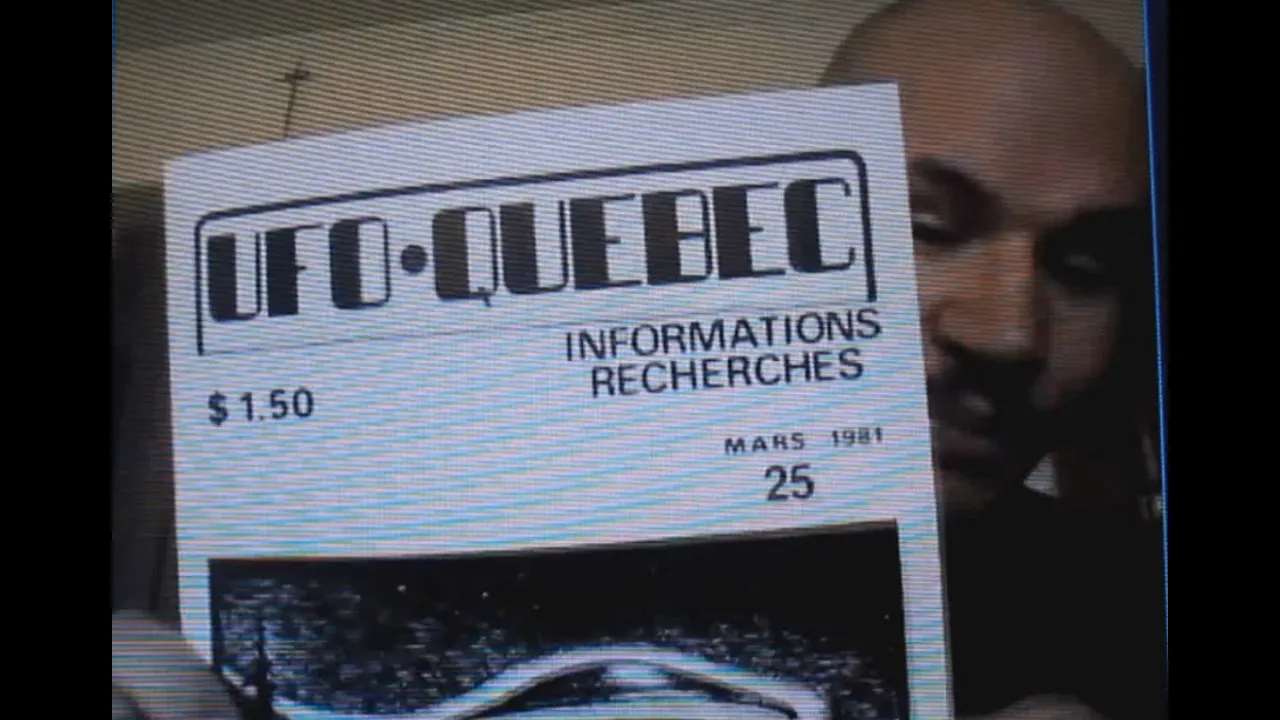 UFO•QUEBEC
INFORMATIONS
RECHERCHES
$1.50
MARS 1981
25